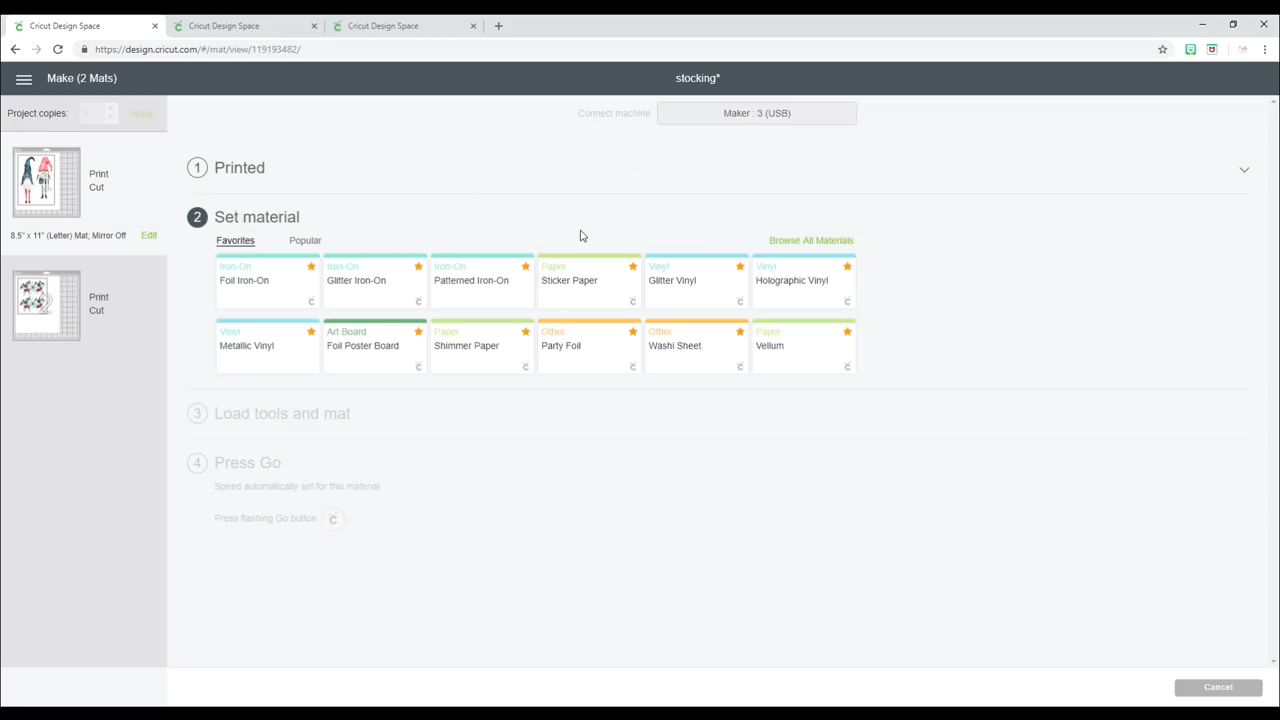 Cricut Design Space
Cricut Design Space
Cricut Design Space
https://design.cricut.com/#/mat/view/119193482/
Make (2 Mats)
stocking*
Project copies:
1
Apply
Connect machine
Maker : 3 (USB)
Print
Cut
8.5" x 11" (Letter) Mat; Mirror Off
Edit
Print
Cut
1 Printed
2 Set material
Favorites
Popular
Browse All Materials
Iron-On
Foil Iron-On
Iron-On
Glitter Iron-On
Iron-On
Patterned Iron-On
Paper
Sticker Paper
Vinyl
Glitter Vinyl
Vinyl
Holographic Vinyl
Vinyl
Metallic Vinyl
Art Board
Foil Poster Board
Paper
Shimmer Paper
Other
Party Foil
Other
Washi Sheet
Paper
Vellum
3 Load tools and mat
4 Press Go
Speed automatically set for this material
Press flashing Go button
Cancel